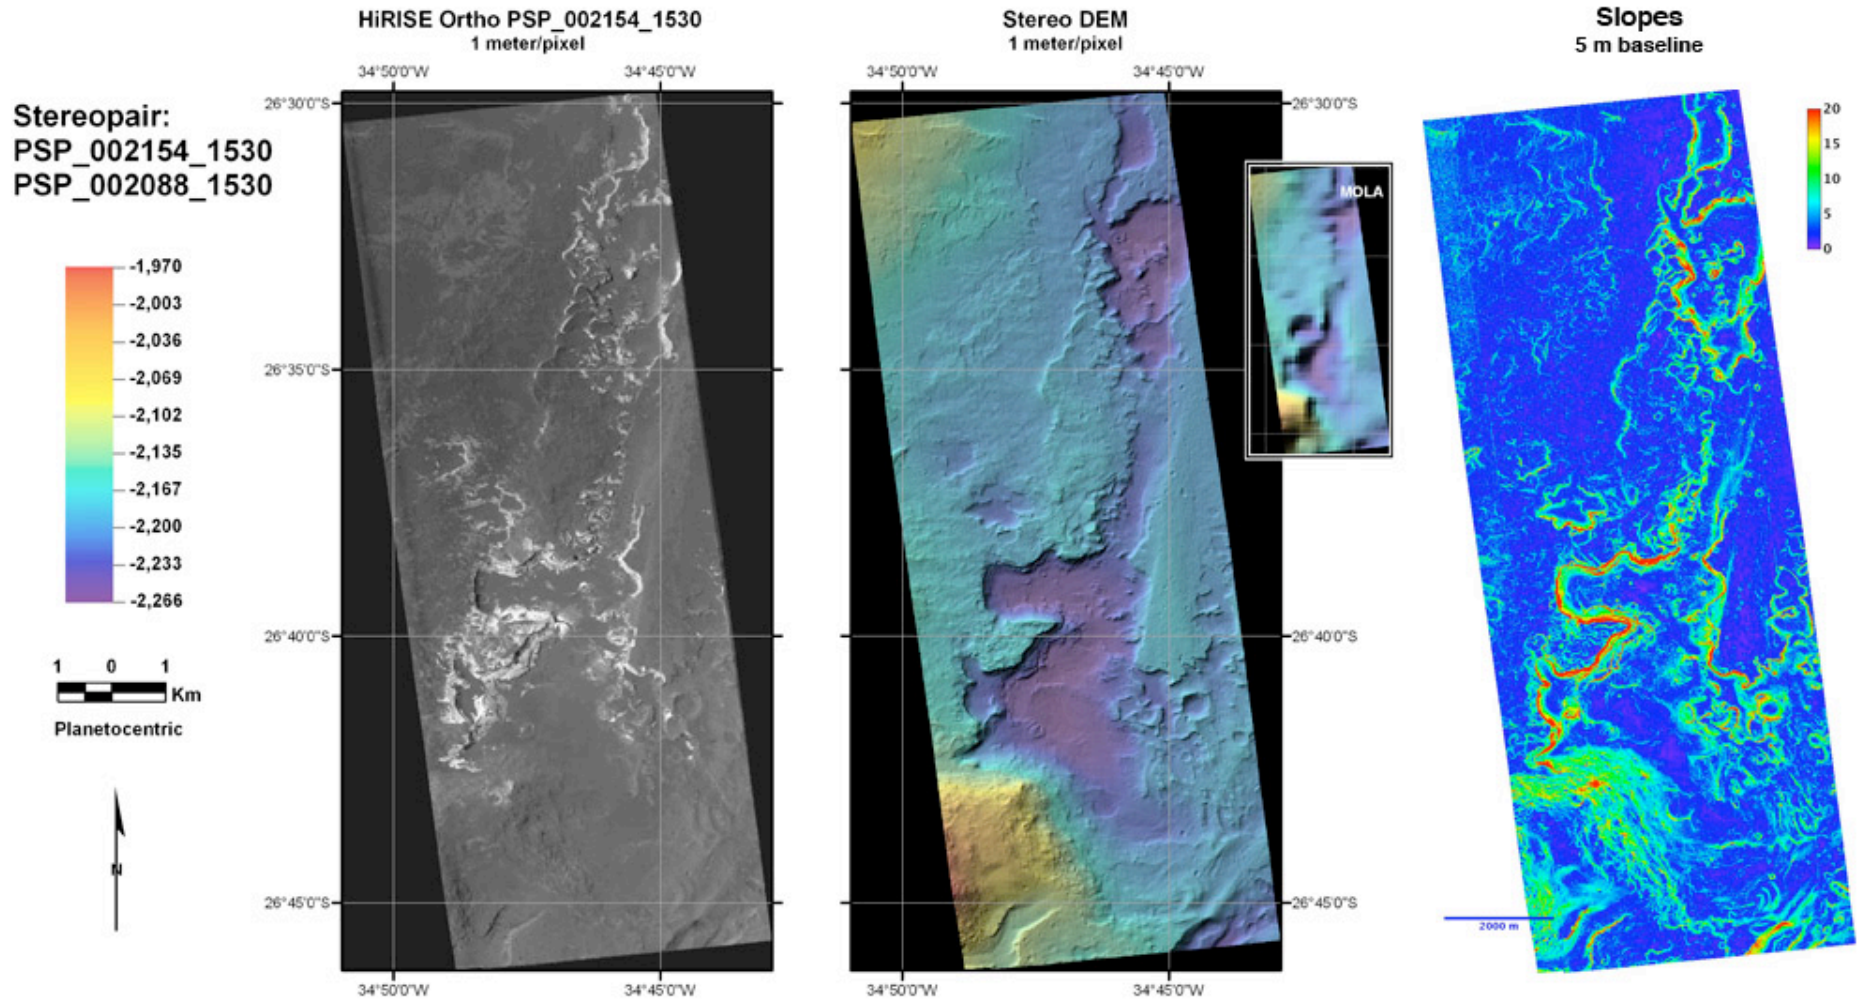 HiRISE Ortho PSP_002154_1530
1 meter/pixel
Stereo DEM
1 meter/pixel
Slopes
5 m baseline
34°50'0"W
34°45'0"W
34°50'0"W
34°45'0"W
26°30'0"S
26°30'0"S
Stereopair:
PSP_002154_1530
PSP_002088_1530
20
15
10
5
0
MOLA
-1,970
-2,003
-2,036
-2,069
-2,102
-2,135
-2,167
-2,200
-2,233
-2,266
26°35'0"S
26°40'0"S
26°40'0"S
1 0 1
Km
Planetocentric
N
26°45'0"S
26°45'0"S
2000 m
34°50'0"W
34°45'0"W
34°50'0"W
34°45'0"W